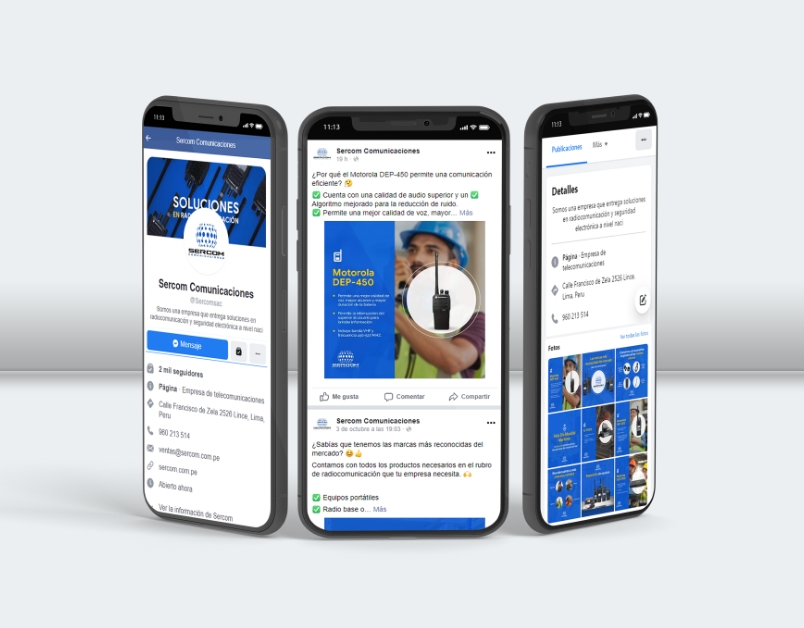 11:13
Sercom Comunicaciones
SOLUCIONES
EN
SERCOM
Sercom Comunicaciones
@Sercomsac
Somos una empresa que entrega soluciones en
radiocomunicación y seguridad electrónica a nivel naci
Mensaje
2 mil seguidores
Página · Empresa de telecomunicaciones
Calle Francisco de Zela 2526 Lince, Lima,
Peru
960 213 514
ventas@sercom.com.pe
sercom.com.pe
Abierto ahora
Ver la información de Sercom
11:13
Sercom Comunicaciones
19 h
¿Por qué el Motorola DEP-450 permite una comunicación
eficiente? 🤔
✅ Cuenta con una calidad de audio superior y un ✅
Algoritmo mejorado para la reducción de ruido.
✅ Permite una mejor calidad de voz, mayor... Más
Motorola
DEP-450
SERCOM
Me gusta
Comentar
Compartir
Sercom Comunicaciones
3 de octubre a las 19:03
¿Sabías que tenemos las marcas más reconocidas del
mercado? 😀👍
Contamos con todos los productos necesarios en el rubro
de radiocomunicación que tu empresa necesita. 🙌
✅ Equipos portátiles
✅ Radio base o... Más
11:13
Publicaciones
Más
Detalles
Somos una empresa que entrega soluciones
en radiocomunicación y seguridad
electrónica a nivel naci
Página · Empresa de
telecomunicaciones
Calle Francisco de Zela 2526 Lince,
Lima, Peru
960 213 514
Fotos
Ver todas las fotos